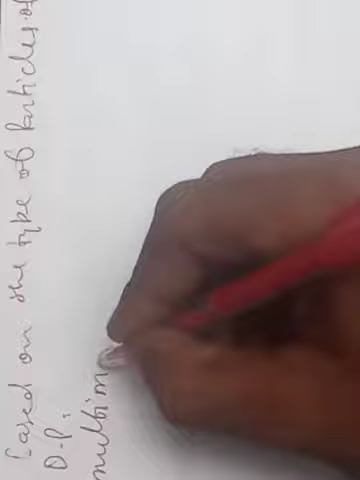 based on the type of Particles of
D.P.
multim